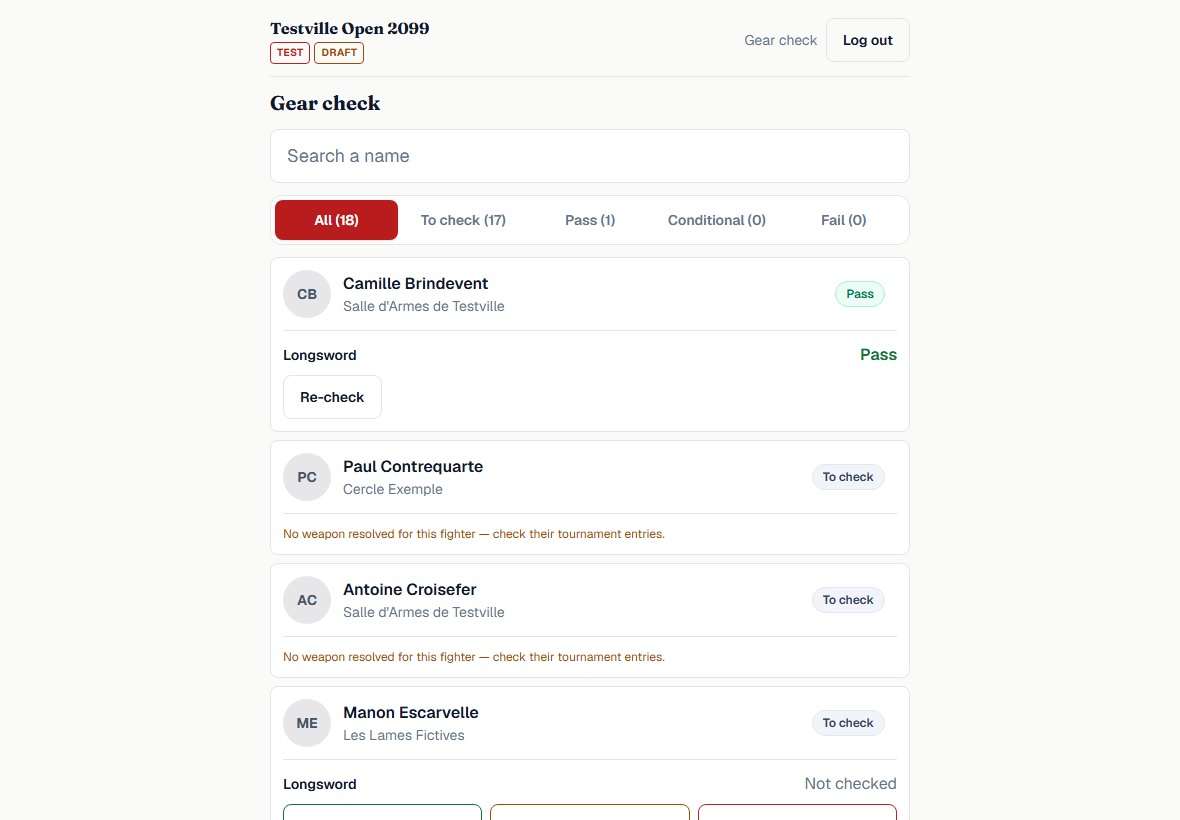 Testville Open 2099
TEST DRAFT
Gear check
Log out
Gear check
Search a name
All (18) To check (17) Pass (1) Conditional (0) Fail (0)
CB
Camille Brindevent
Salle d'Armes de Testville
Pass
Longsword
Pass
Re-check
PC
Paul Contrequarte
Cercle Exemple
To check
No weapon resolved for this fighter — check their tournament entries.
AC
Antoine Croisefer
Salle d'Armes de Testville
To check
No weapon resolved for this fighter — check their tournament entries.
ME
Manon Escarvelle
Les Lames Fictives
To check
Longsword
Not checked